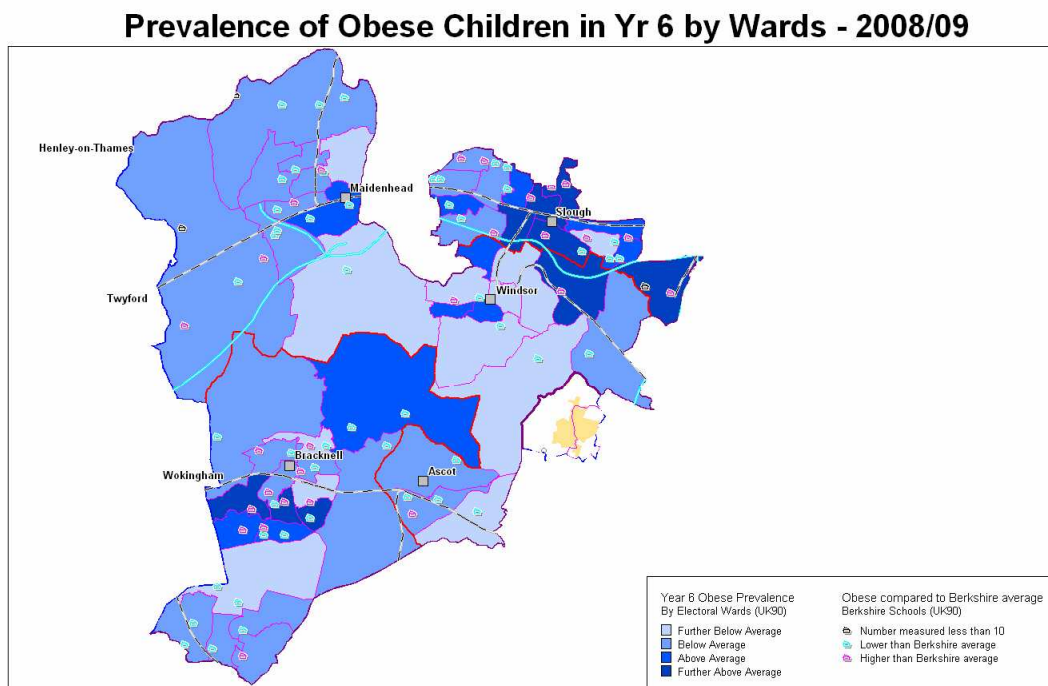 Prevalence of Obese Children in Yr 6 by Wards - 2008/09
Henley-on-Thames
Maidenhead
Slough
Twyford
Windsor
Bracknell
Wokingham
Ascot
Year 6 Obese Prevalence
By Electoral Wards (UK90)
Further Below Average
Below Average
Above Average
Further Above Average
Obese compared to Berkshire average
Berkshire Schools (UK90)
Number measured less than 10
Lower than Berkshire average
Higher than Berkshire average